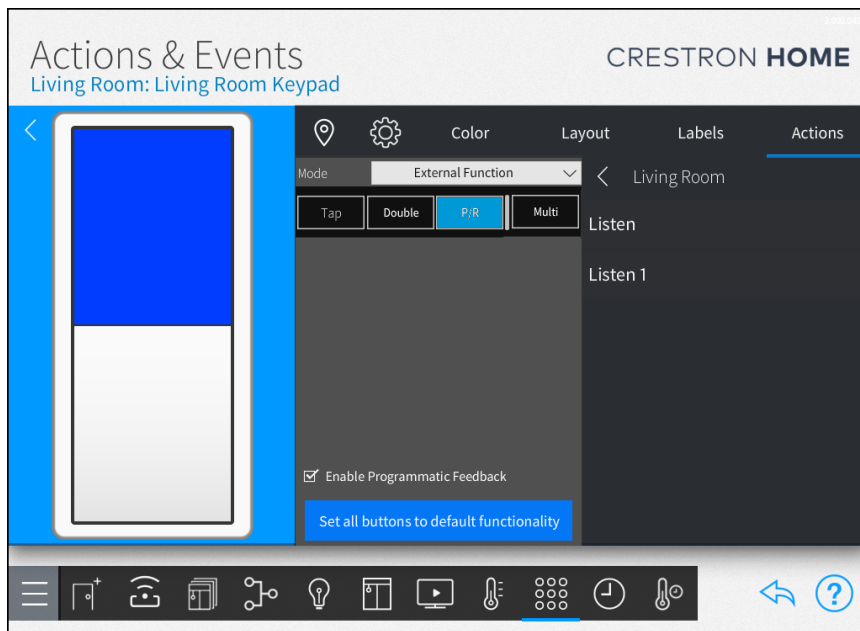 Actions & Events
CRESTRON HOME
Living Room: Living Room Keypad
Color Layout Labels Actions
Mode External Function
Living Room
Tap Double P/R Multi
Listen
Listen 1
Enable Programmatic Feedback
Set all buttons to default functionality
?